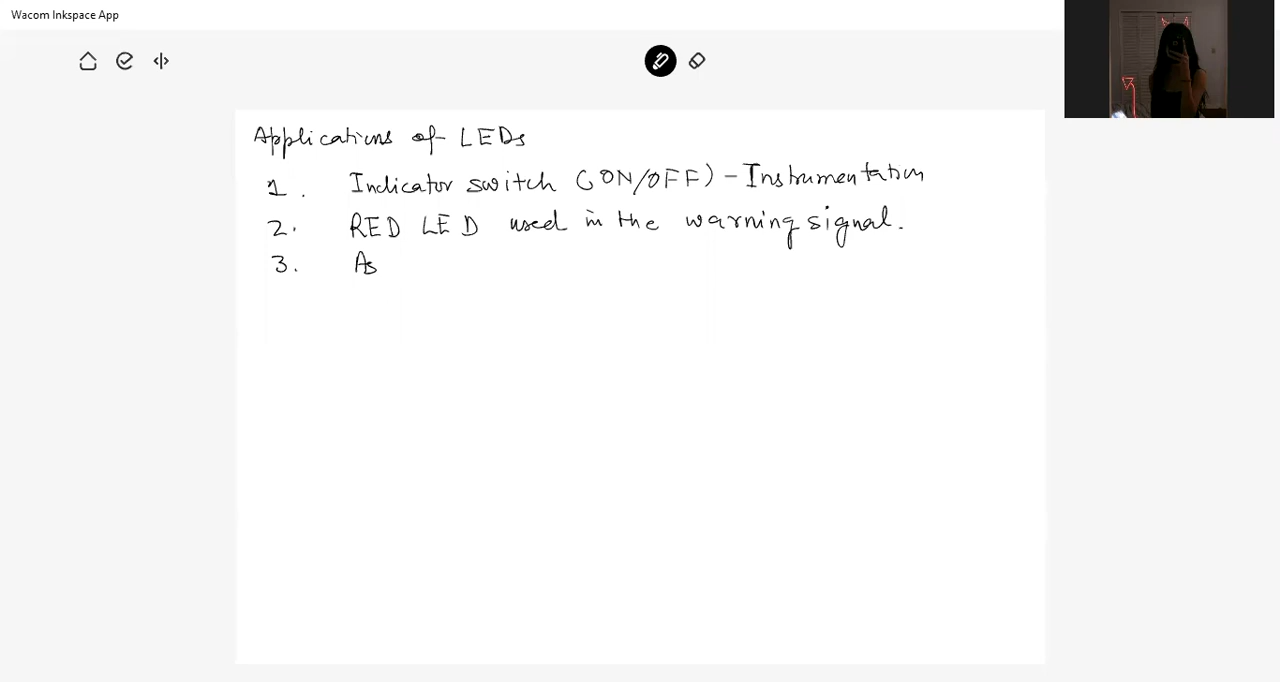 Wacom Inkspace App
Applications of LEDs
1. Indicator switch (ON/OFF) - Instrumentation
2. RED LED used in the warning signal.
3. As